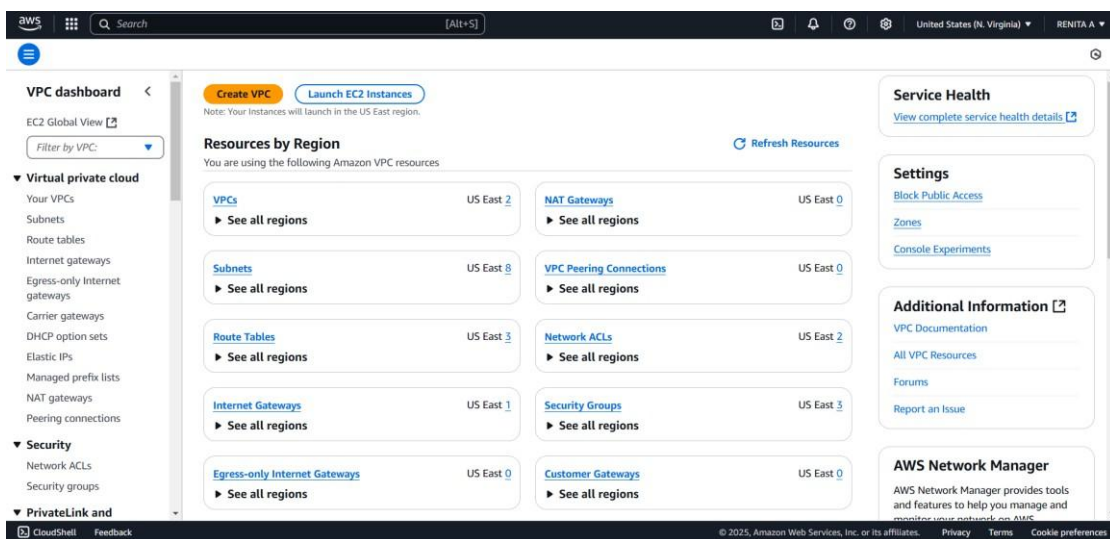 aws
Search
[Alt+S]
United States (N. Virginia)
RENITA A
VPC dashboard
EC2 Global View
Filter by VPC:
Virtual private cloud
Your VPCs
Subnets
Route tables
Internet gateways
Egress-only Internet
gateways
Carrier gateways
DHCP option sets
Elastic IPs
Managed prefix lists
NAT gateways
Peering connections
Security
Network ACLs
Security groups
PrivateLink and
Create VPC
Launch EC2 Instances
Note: Your Instances will launch in the US East region.
Resources by Region
Refresh Resources
You are using the following Amazon VPC resources
VPCs US East 2
See all regions
NAT Gateways US East 0
See all regions
Subnets US East 8
See all regions
VPC Peering Connections US East 0
See all regions
Route Tables US East 3
See all regions
Network ACLs US East 2
See all regions
Internet Gateways US East 1
See all regions
Security Groups US East 3
See all regions
Egress-only Internet Gateways US East 0
See all regions
Customer Gateways US East 0
See all regions
Service Health
View complete service health details
Settings
Block Public Access
Zones
Console Experiments
Additional Information
VPC Documentation
All VPC Resources
Forums
Report an Issue
AWS Network Manager
AWS Network Manager provides tools
and features to help you manage and
monitor your network on AWS
CloudShell Feedback
© 2025, Amazon Web Services, Inc. or its affiliates. Privacy Terms Cookie preferences